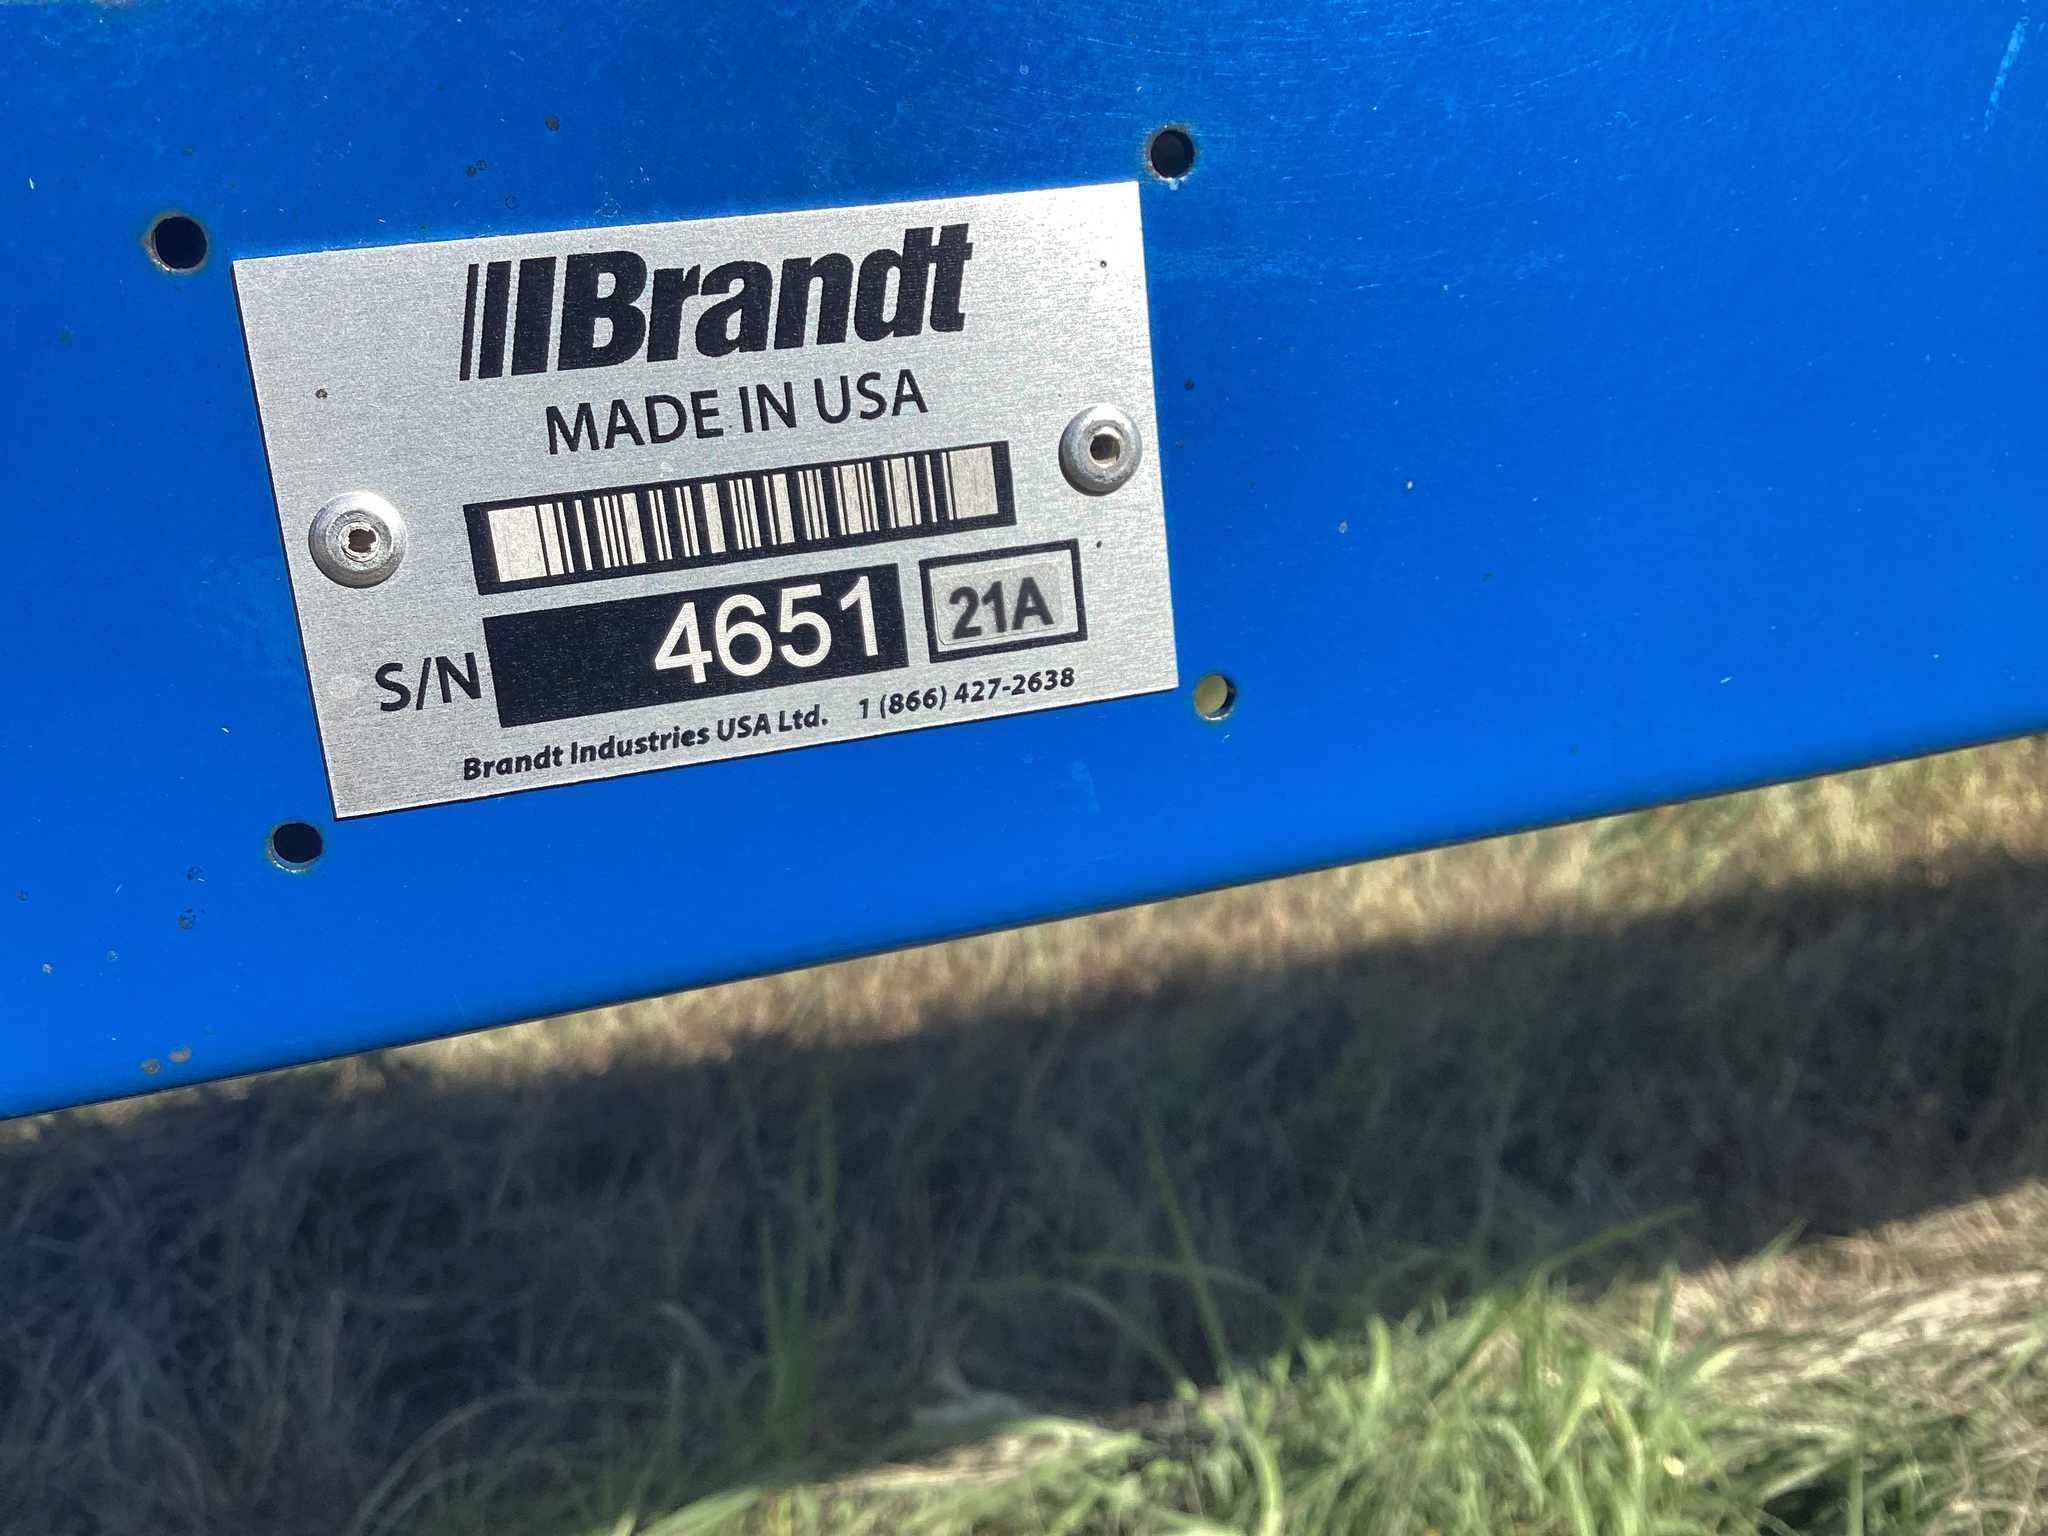 Brandt
MADE IN USA
S/N 4651 21A
Brandt Industries USA Ltd. 1 (866) 427-2638